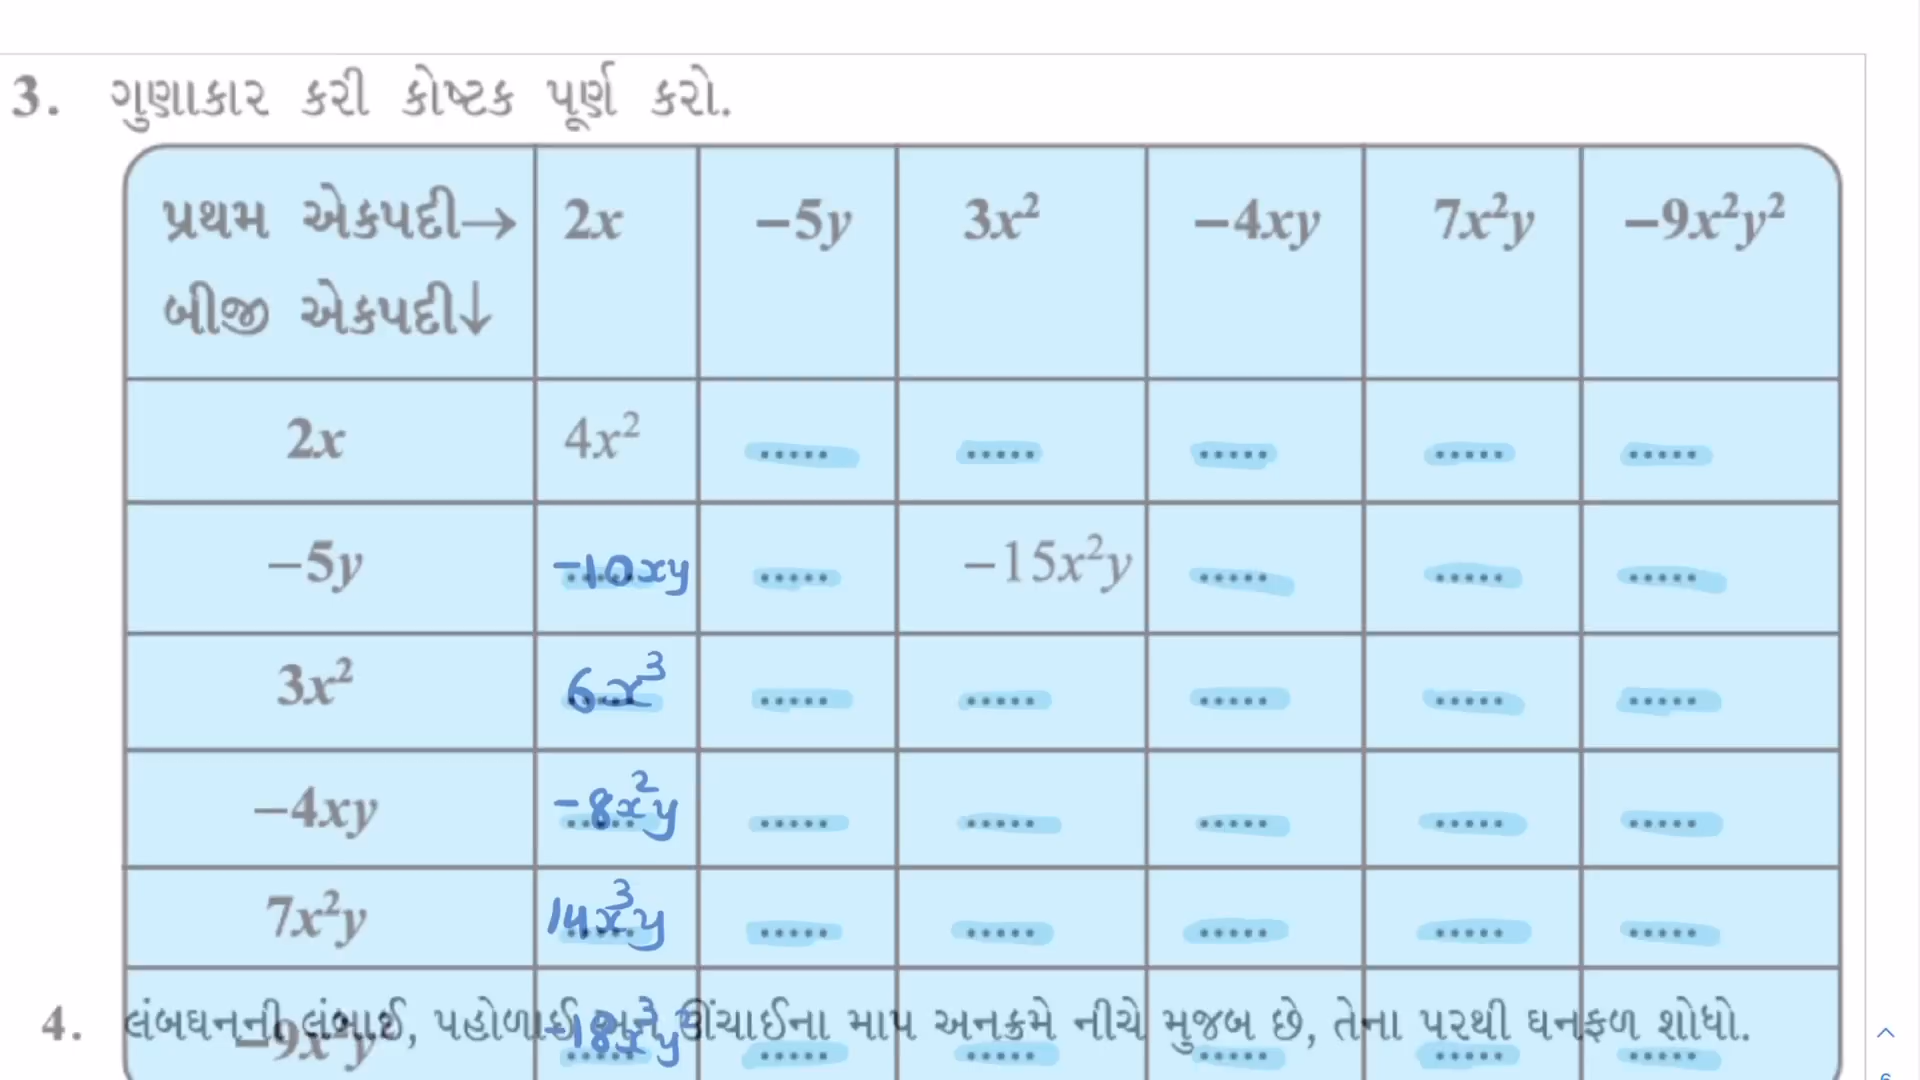 3. ગુણાકાર કરી કોષ્ટક પૂર્ણ કરો.
પ્રથમ એકપદી→ 2x −5y 3x² −4xy 7x²y −9x²y²
બીજી એકપદી↓
2x 4x² ..... ..... ..... ..... .....
−5y -10xy ..... −15x²y ..... ..... .....
3x² 6x³ ..... ..... ..... ..... .....
−4xy -8x²y ..... ..... ..... ..... .....
7x²y 14x³y ..... ..... ..... ..... .....
4. લંબઘનની લંબાઈ, પહોળાઈ અને ઊંચાઈના માપ અનુક્રમે નીચે મુજબ છે, તેના પરથી ઘનફળ શોધો.
-18x³y² ..... ..... ..... ..... .....